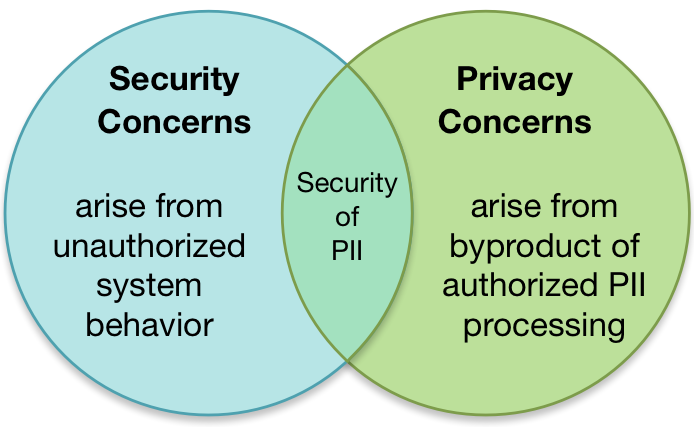 Security
Concerns
arise from
unauthorized
system
behavior
Security
of
PII
Privacy
Concerns
arise from
byproduct of
authorized PII
processing